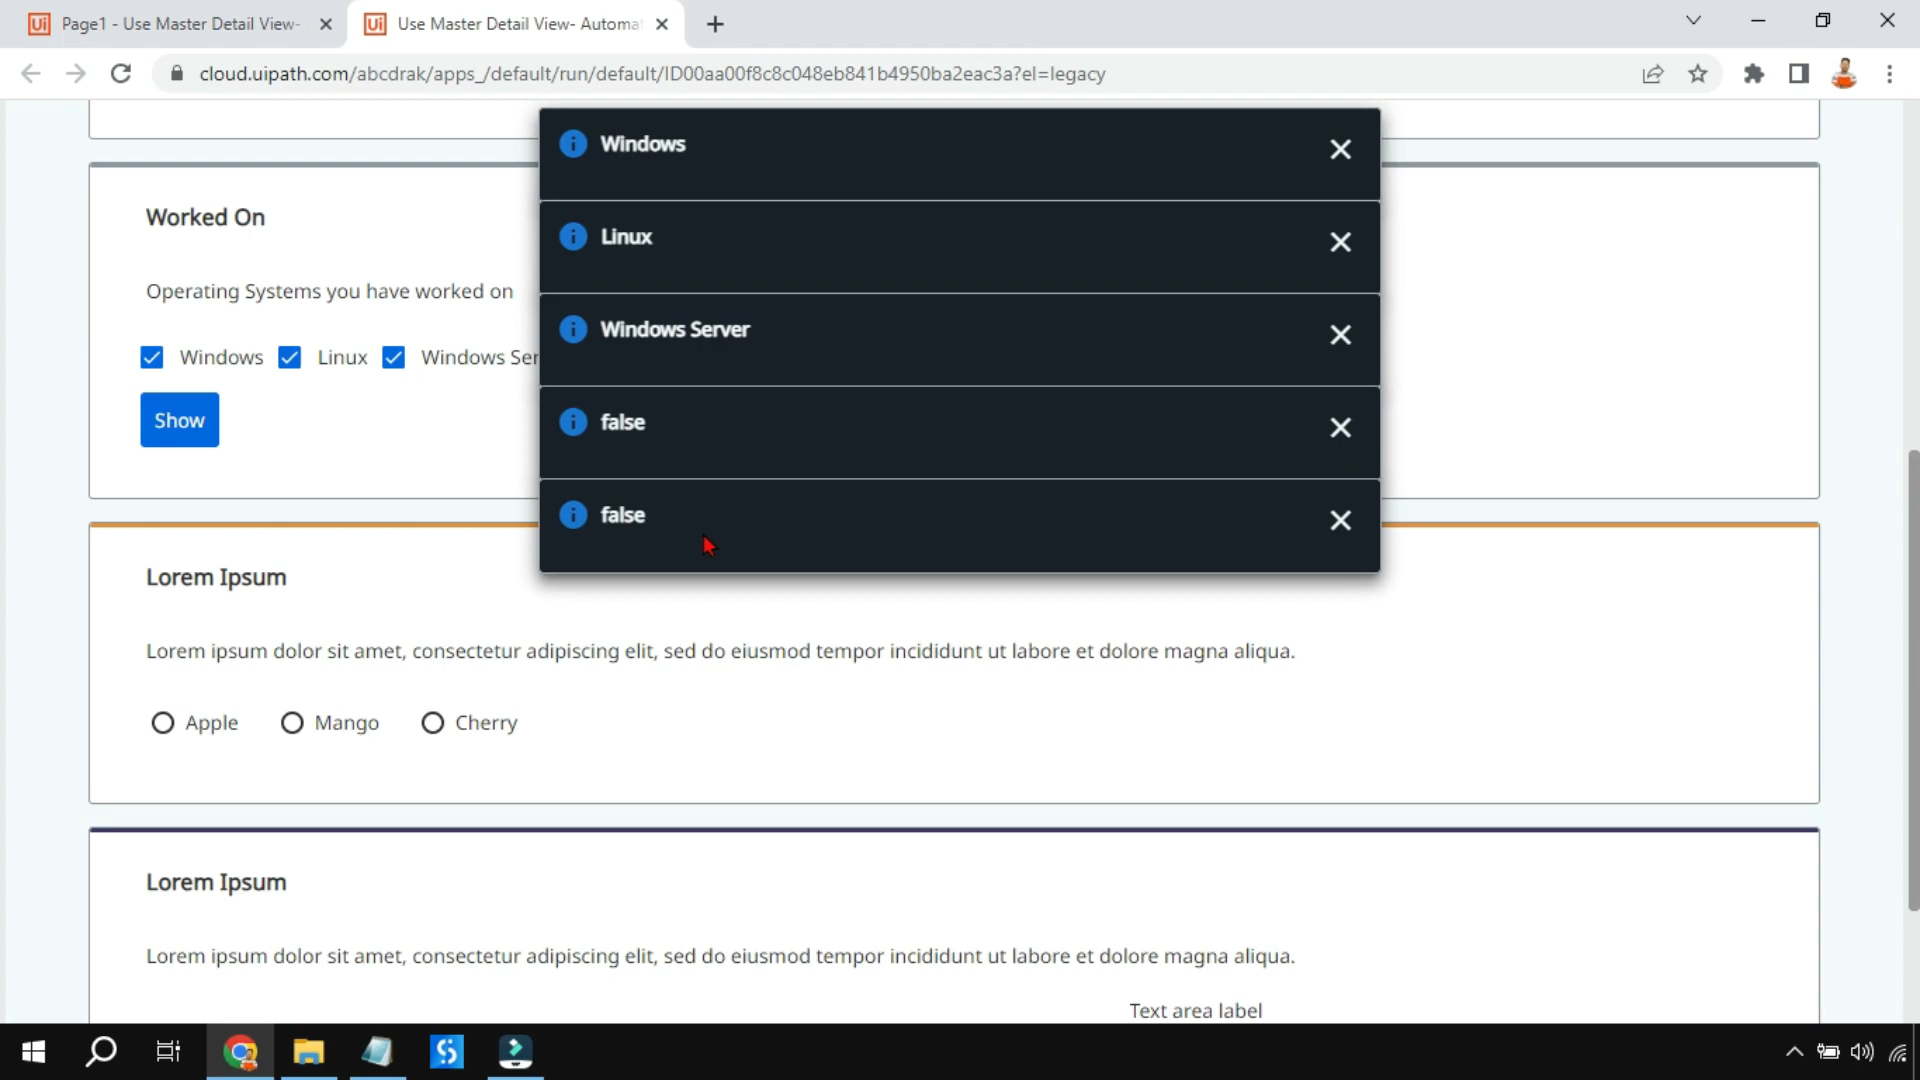 Page1 - Use Master Detail View-
Use Master Detail View- Automa
cloud.uipath.com/abcdrak/apps_/default/run/default/ID00aa00f8c8c048eb841b4950ba2eac3a?el=legacy
Windows
Linux
Windows Server
false
false
Worked On
Operating Systems you have worked on
Windows Linux Windows Ser
Show
Lorem Ipsum
Lorem ipsum dolor sit amet, consectetur adipiscing elit, sed do eiusmod tempor incididunt ut labore et dolore magna aliqua.
Apple Mango Cherry
Lorem Ipsum
Lorem ipsum dolor sit amet, consectetur adipiscing elit, sed do eiusmod tempor incididunt ut labore et dolore magna aliqua.
Text area label